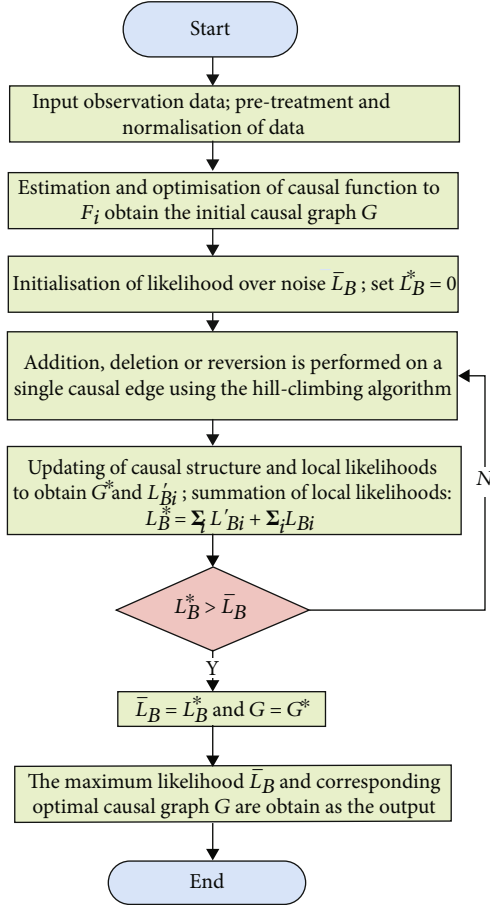 Start
Input observation data; pre-treatment and
normalisation of data
Estimation and optimisation of causal function to
F_i obtain the initial causal graph G
Initialisation of likelihood over noise L̄_B ; set L*_B = 0
Addition, deletion or reversion is performed on a
single causal edge using the hill-climbing algorithm
Updating of causal structure and local likelihoods
to obtain G* and L′_Bi ; summation of local likelihoods:
L*_B = Σ_i L′_Bi + Σ_i L_Bi
L*_B > L̄_B
N
Y
L̄_B = L*_B and G = G*
The maximum likelihood L̄_B and corresponding
optimal causal graph G are obtain as the output
End